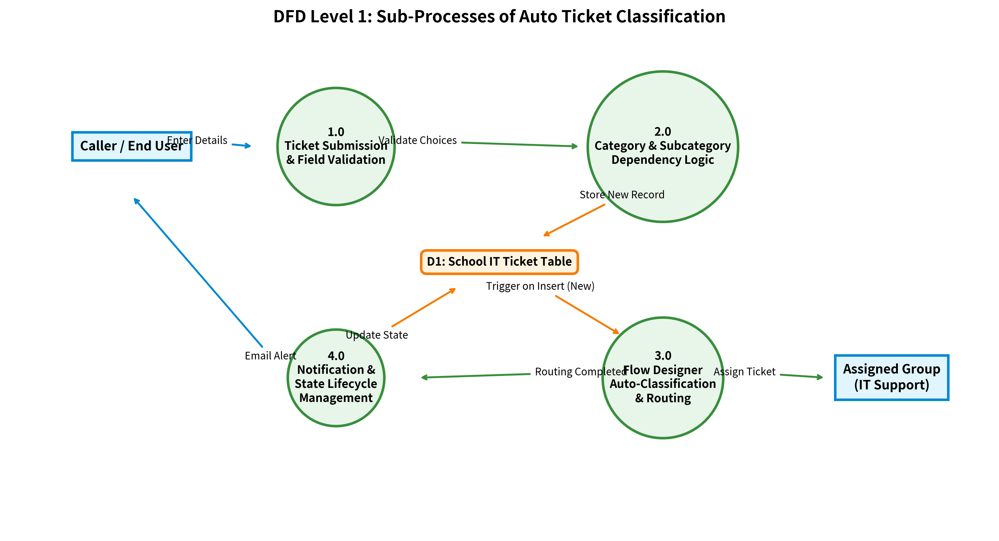 DFD Level 1: Sub-Processes of Auto Ticket Classification
Caller / End User
Enter Details
1.0
Ticket Submission
& Field Validation
Validate Choices
2.0
Category & Subcategory
Dependency Logic
Store New Record
D1: School IT Ticket Table
Trigger on Insert (New)
Update State
Email Alert
4.0
Notification &
State Lifecycle
Management
Routing Completed
3.0
Flow Designer
Auto-Classification
& Routing
Assign Ticket
Assigned Group
(IT Support)